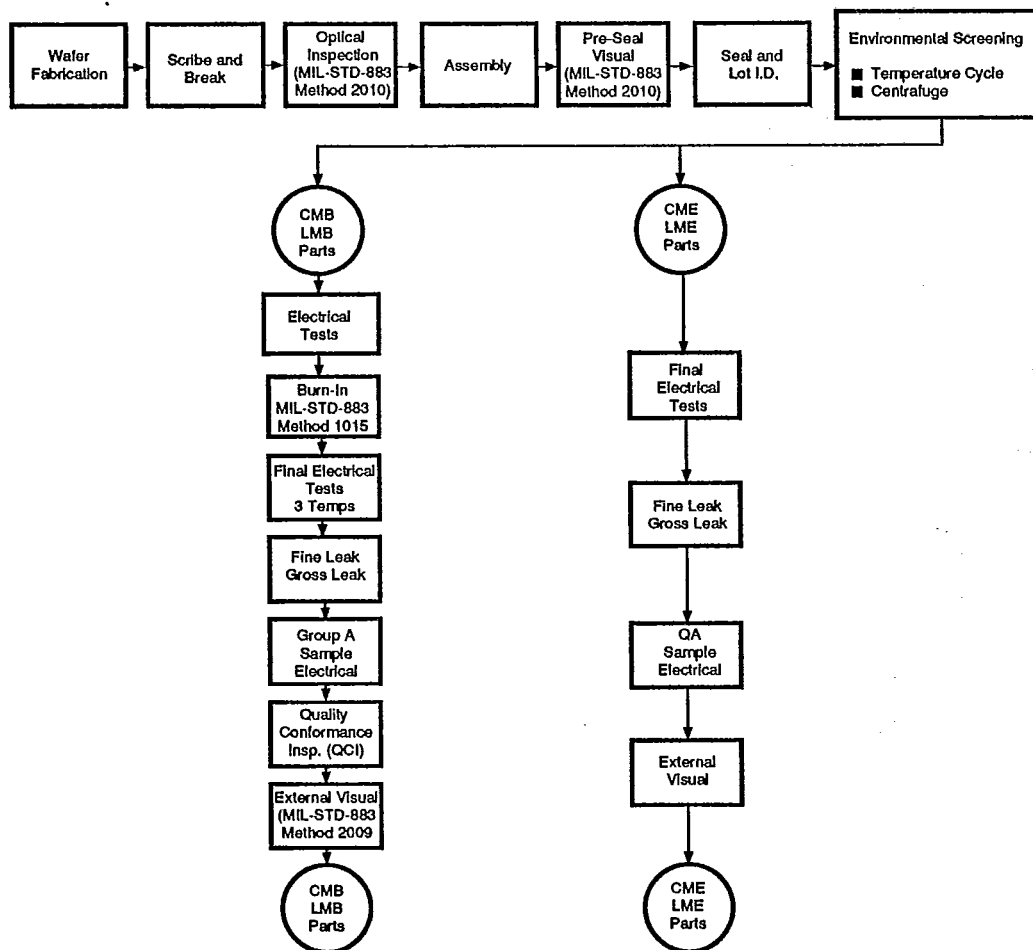 Wafer
Fabrication
Scribe and
Break
Optical
Inspection
(MIL-STD-883
Method 2010)
Assembly
Pre-Seal
Visual
(MIL-STD-883
Method 2010)
Seal and
Lot I.D.
Environmental Screening
■ Temperature Cycle
■ Centrafuge
CMB
LMB
Parts
Electrical
Tests
Burn-In
MIL-STD-883
Method 1015
Final Electrical
Tests
3 Temps
Fine Leak
Gross Leak
Group A
Sample
Electrical
Quality
Conformance
Insp. (QCI)
External Visual
(MIL-STD-883
Method 2009
CMB
LMB
Parts
CME
LME
Parts
Final
Electrical
Tests
Fine Leak
Gross Leak
QA
Sample
Electrical
External
Visual
CME
LME
Parts